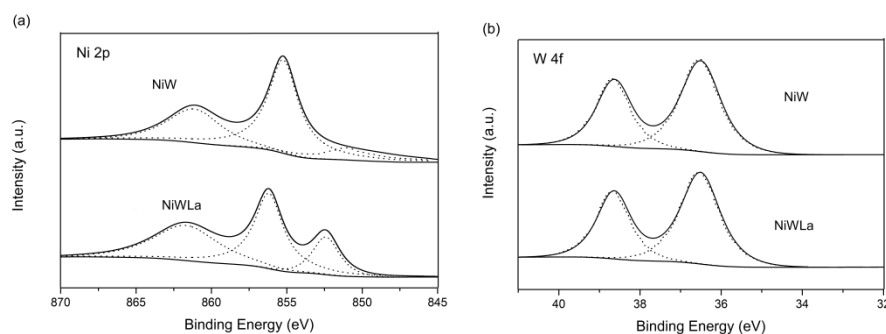 (a)
Ni 2p
NiW
NiWLa
Intensity (a.u.)
870 865 860 855 850 845
Binding Energy (eV)
(b)
W 4f
NiW
NiWLa
Intensity (a.u.)
40 38 36 34 32
Binding Energy (eV)